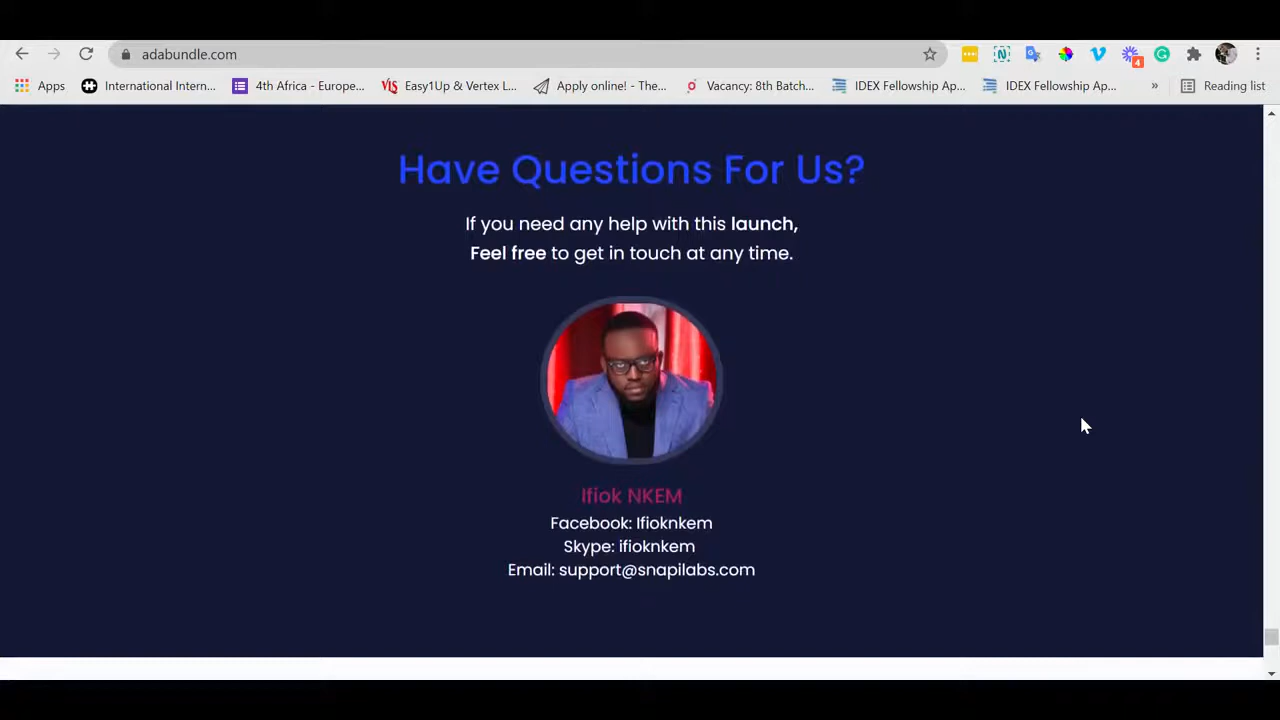 adabundle.com
Apps
International Intern...
4th Africa - Europe...
VIS
Easy1Up & Vertex L...
Apply online! - The...
Vacancy: 8th Batch...
IDEX Fellowship Ap...
IDEX Fellowship Ap...
»
Reading list
4
Have Questions For Us?
If you need any help with this launch,
Feel free to get in touch at any time.
Ifiok NKEM
Facebook: Ifioknkem
Skype: ifioknkem
Email: support@snapilabs.com